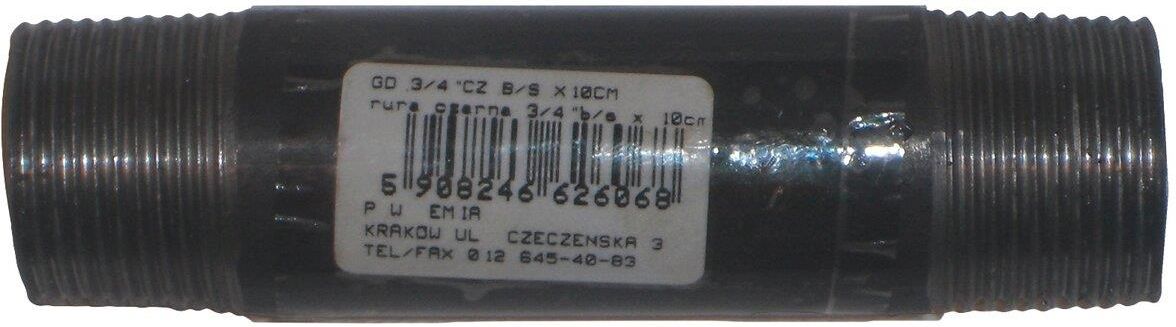 GD 3/4 "CZ B/S X10CM
rura czarna 3/4 "b/s x 10cm
5 908246 626068
P W EMIA
KRAKOW UL CZECZENSKA 3
TEL/FAX 012 645-40-83